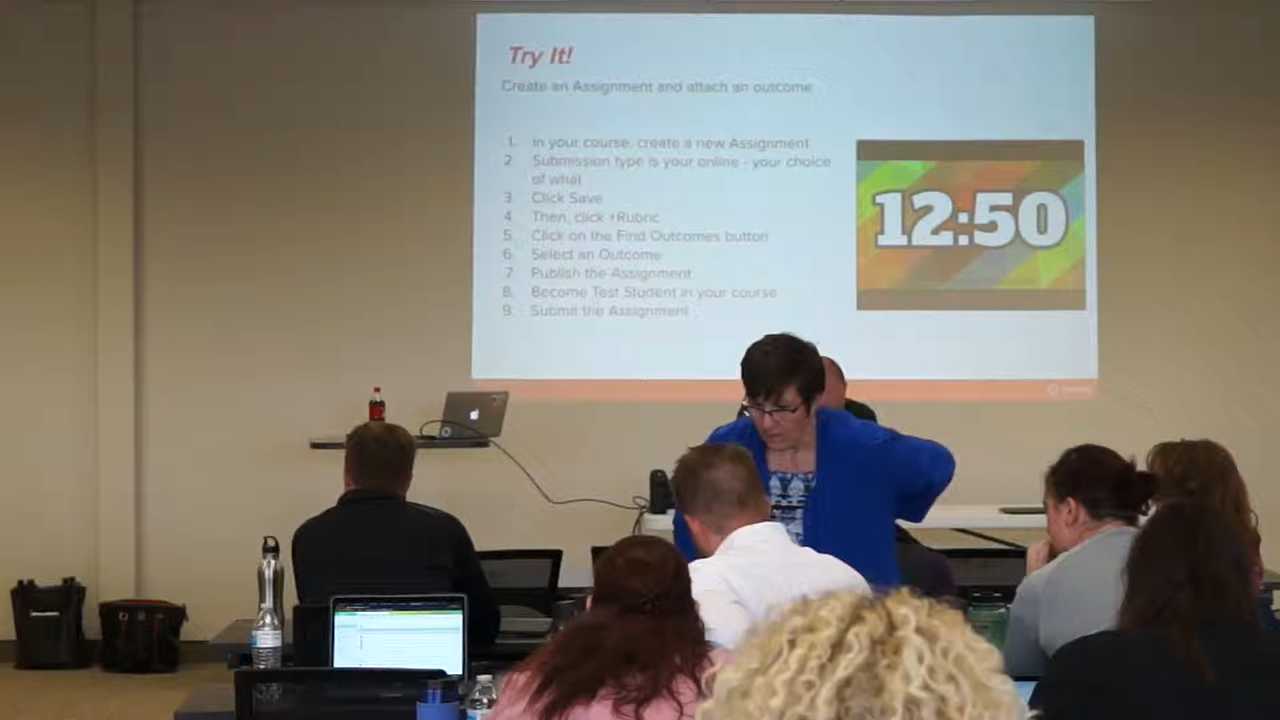 Try It!
Create an Assignment and attach an outcome
1. In your course, create a new Assignment
2. Submission type is your online - your choice
of what
3. Click Save
4. Then, click +Rubric
5. Click on the Find Outcomes button
6. Select an Outcome
7. Publish the Assignment
8. Become Test Student in your course
9. Submit the Assignment
12:50